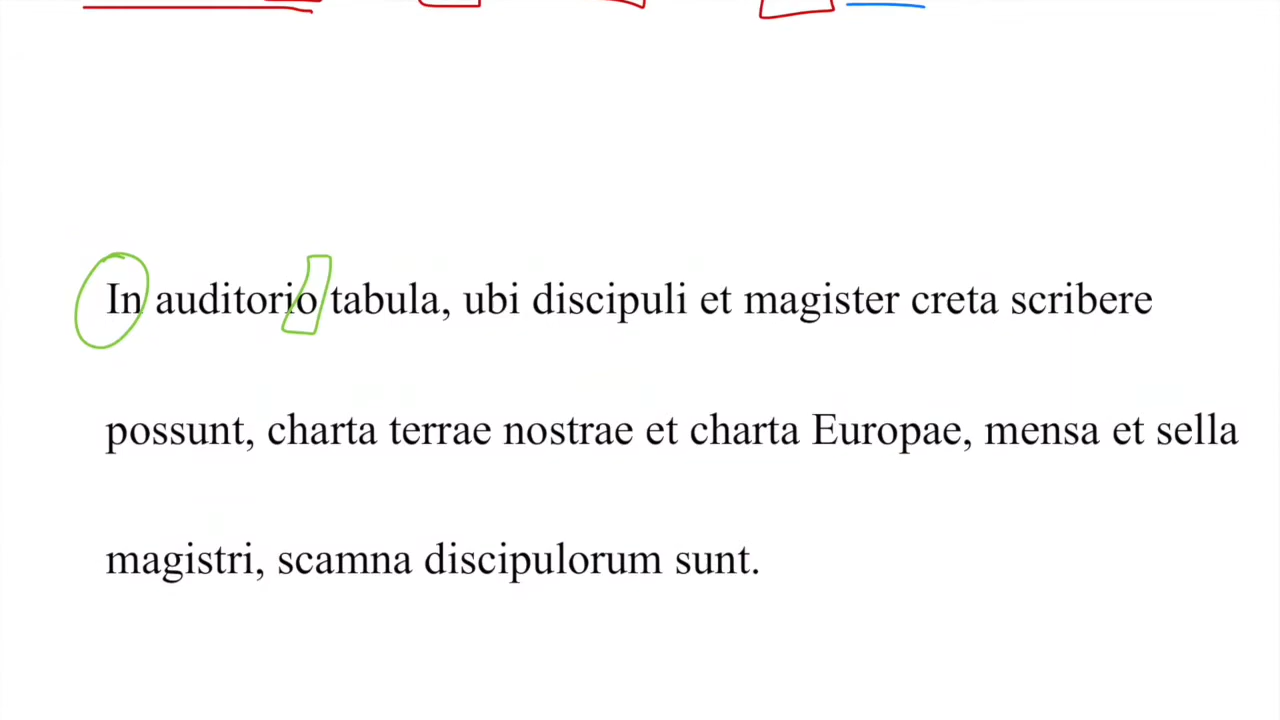 In auditorio tabula, ubi discipuli et magister creta scribere
possunt, charta terrae nostrae et charta Europae, mensa et sella
magistri, scamna discipulorum sunt.